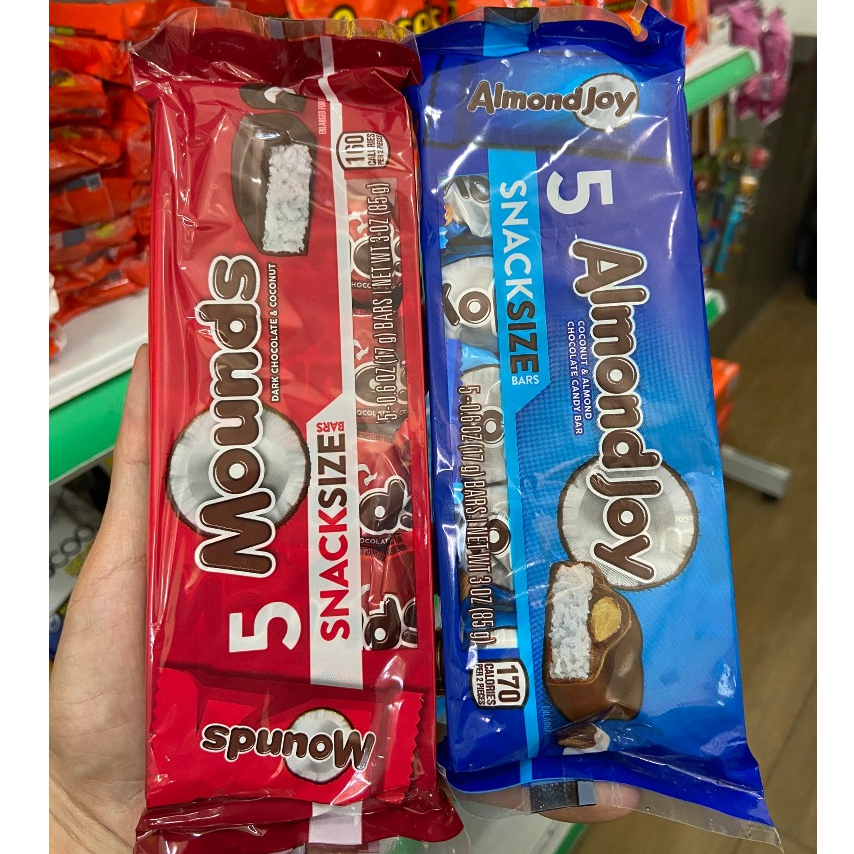 Mounds
DARK CHOCOLATE & COCONUT
5
SNACKSIZE
BARS
160
CALORIES
PER 2 PIECES
5-0.6 OZ (17 g) BARS | NET WT 3 OZ (85 g)
Mounds
Almond Joy
5
SNACKSIZE
BARS
Almond Joy
COCONUT & ALMOND
CHOCOLATE CANDY BAR
5-0.6 OZ (17 g) BARS | NET WT 3 OZ (85 g)
170
CALORIES
PER 2 PIECES